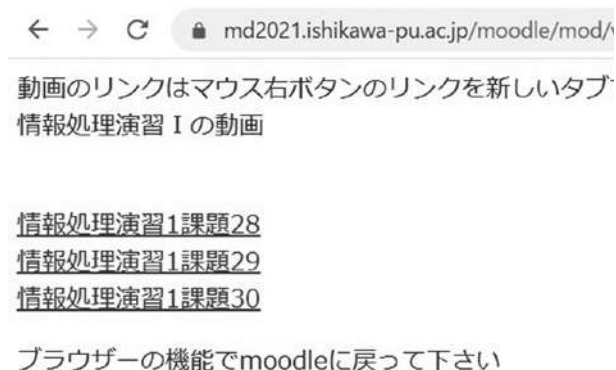 md2021.ishikawa-pu.ac.jp/moodle/mod/
動画のリンクはマウス右ボタンのリンクを新しいタブ
情報処理演習Ⅰの動画
情報処理演習1課題28
情報処理演習1課題29
情報処理演習1課題30
ブラウザーの機能でmoodleに戻って下さい